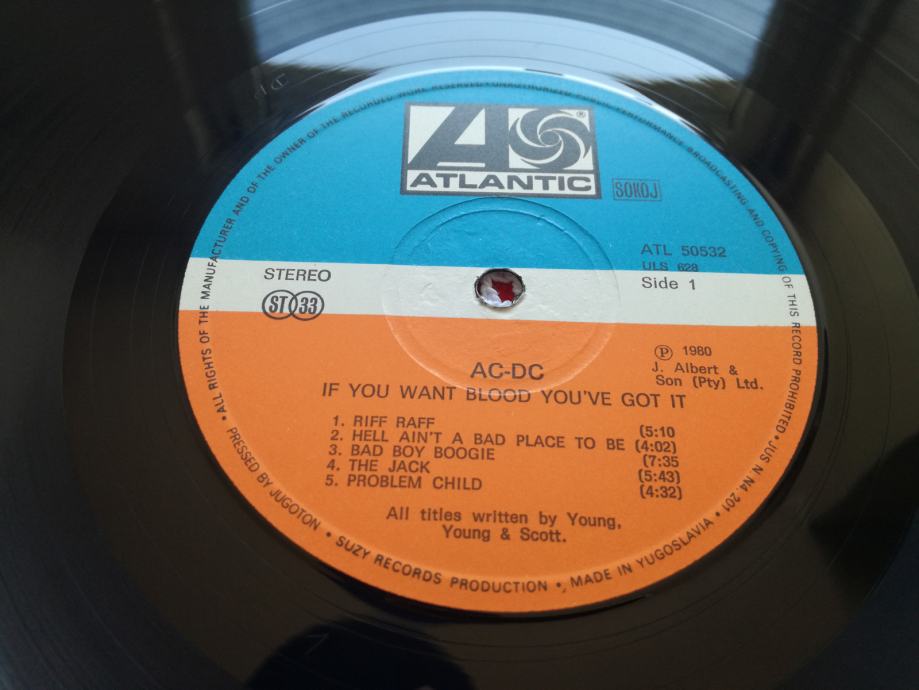 ALL RIGHTS OF THE MANUFACTURER AND OF THE OWNER OF THE RECORDED WORK RESERVED • UNAUTHORIZED PERFORMANCE BROADCASTING AND COPYING OF THIS RECORD PROHIBITED • JUS N.N4.201
ATLANTIC
®
SOKOJ
ATL 50532
ULS 628
STEREO
Side 1
ST 33
AC-DC
IF YOU WANT BLOOD YOU'VE GOT IT
Ⓟ 1980
J. Albert &
Son (Pty) Ltd.
1. RIFF RAFF (5:10
2. HELL AIN'T A BAD PLACE TO BE (4:02)
3. BAD BOY BOOGIE (7:35
4. THE JACK (5:43)
5. PROBLEM CHILD (4:32)
All titles written by Young,
Young & Scott.
• PRESSED BY JUGOTON • SUZY RECORDS PRODUCTION • MADE IN YUGOSLAVIA •